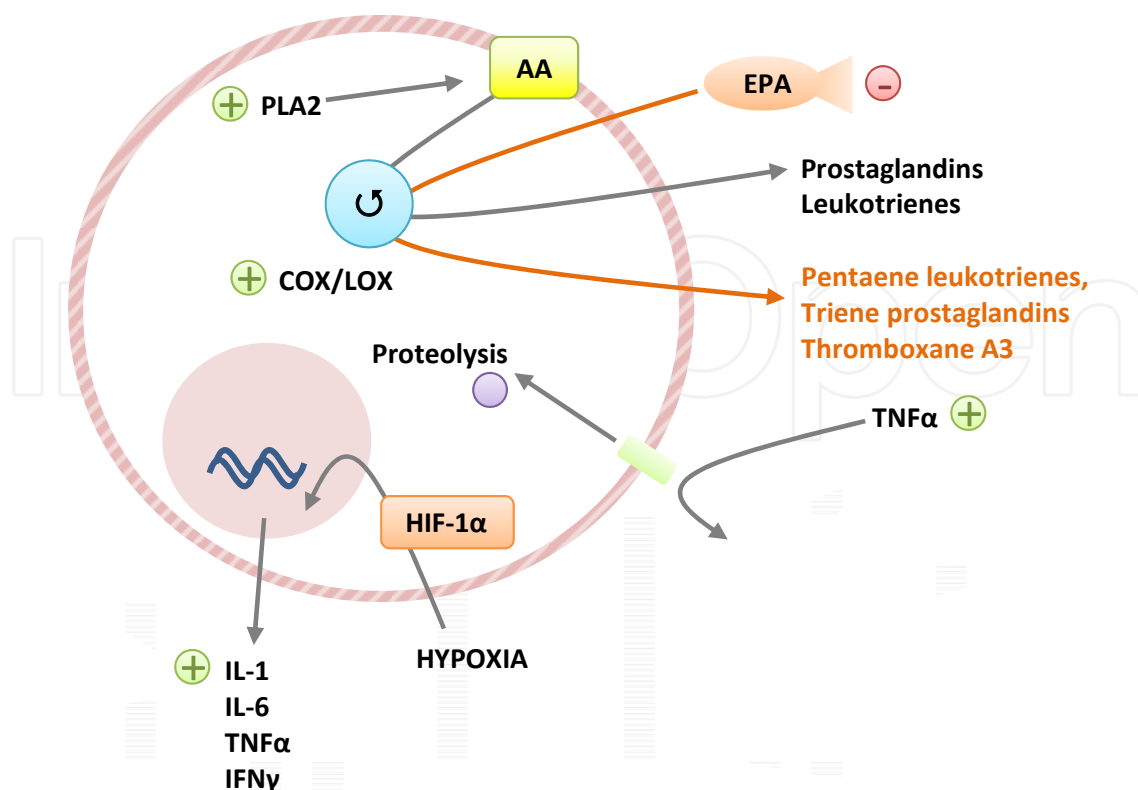 AA
EPA
−
+ PLA2
Prostaglandins
Leukotrienes
+ COX/LOX
Pentaene leukotrienes,
Triene prostaglandins
Thromboxane A3
Proteolysis
TNFα +
HIF-1α
HYPOXIA
+ IL-1
IL-6
TNFα
IFNγ